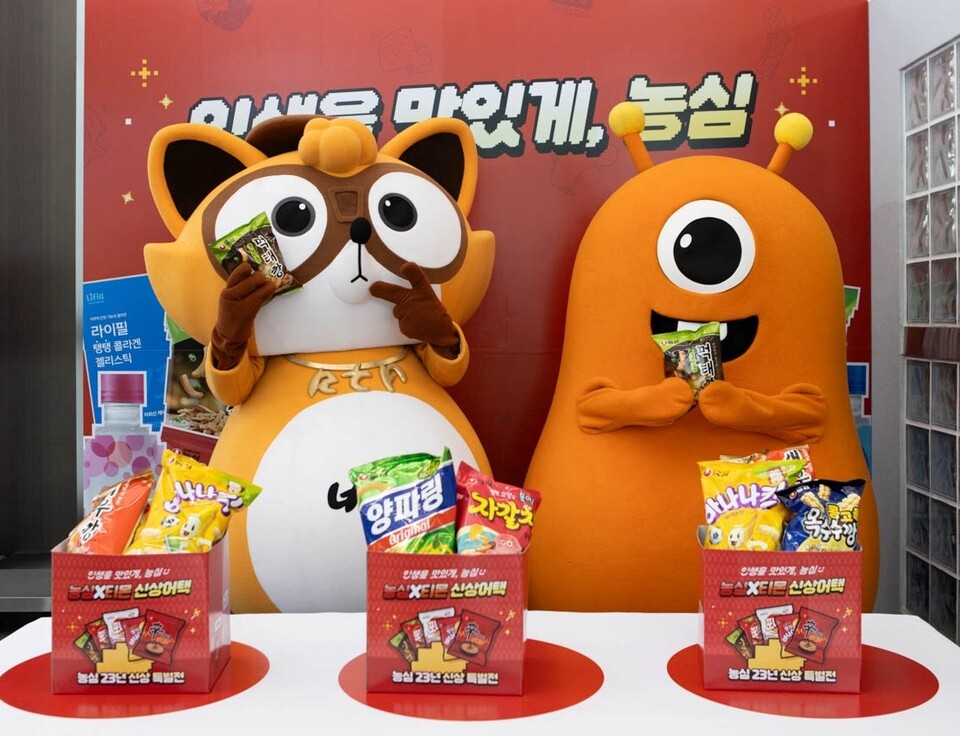 인생을 맛있게, 농심
Lifill
라이필
탱탱 콜라겐
젤리스틱
먹태깡
먹태
너
양파링
Original
자갈치
바나나킥
옥수수깡
인생을 맛있게, 농심
농심X티몬 신상어택
농심 23년 신상 특별전
인생을 맛있게, 농심
농심X티몬 신상어택
농심 23년 신상 특별전
인생을 맛있게, 농심
농심X티몬 신상어택
농심 23년 신상 특별전